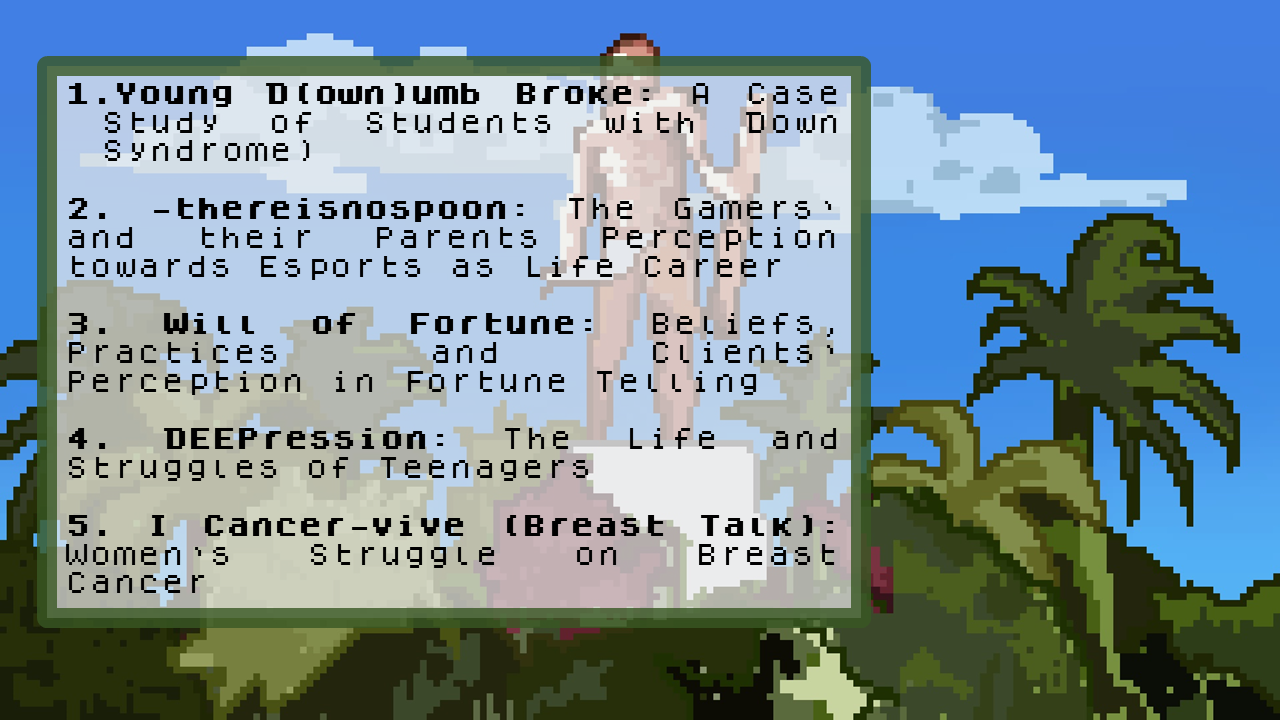 1.Young D(own)umb Broke: A Case
Study of Students with Down
Syndrome)
2. -thereisnospoon: The Gamers'
and their Parents Perception
towards Esports as Life Career
3. Will of Fortune: Beliefs,
Practices and Clients'
Perception in Fortune Telling
4. DEEPression: The Life and
Struggles of Teenagers
5. I Cancer-vive (Breast Talk):
Women's Struggle on Breast
Cancer